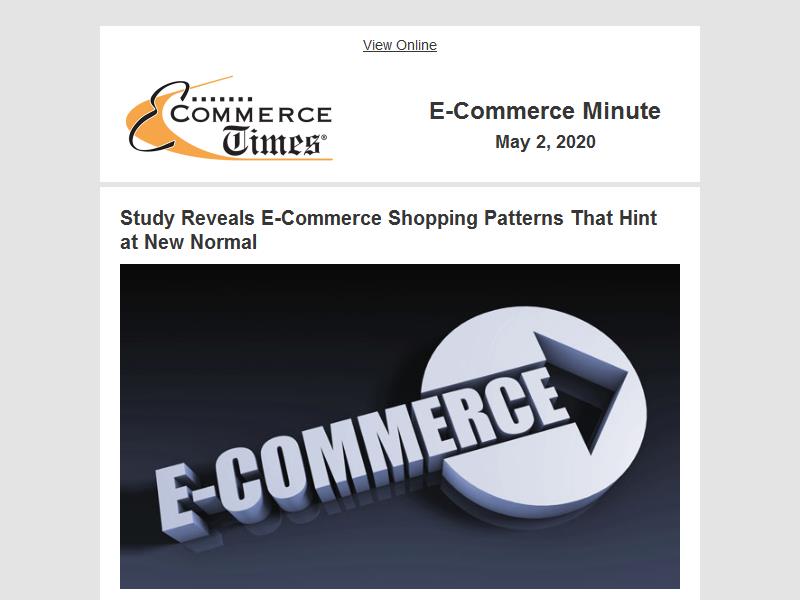 View Online
E-COMMERCE
Times®
E-Commerce Minute
May 2, 2020
Study Reveals E-Commerce Shopping Patterns That Hint
at New Normal
E-COMMERCE